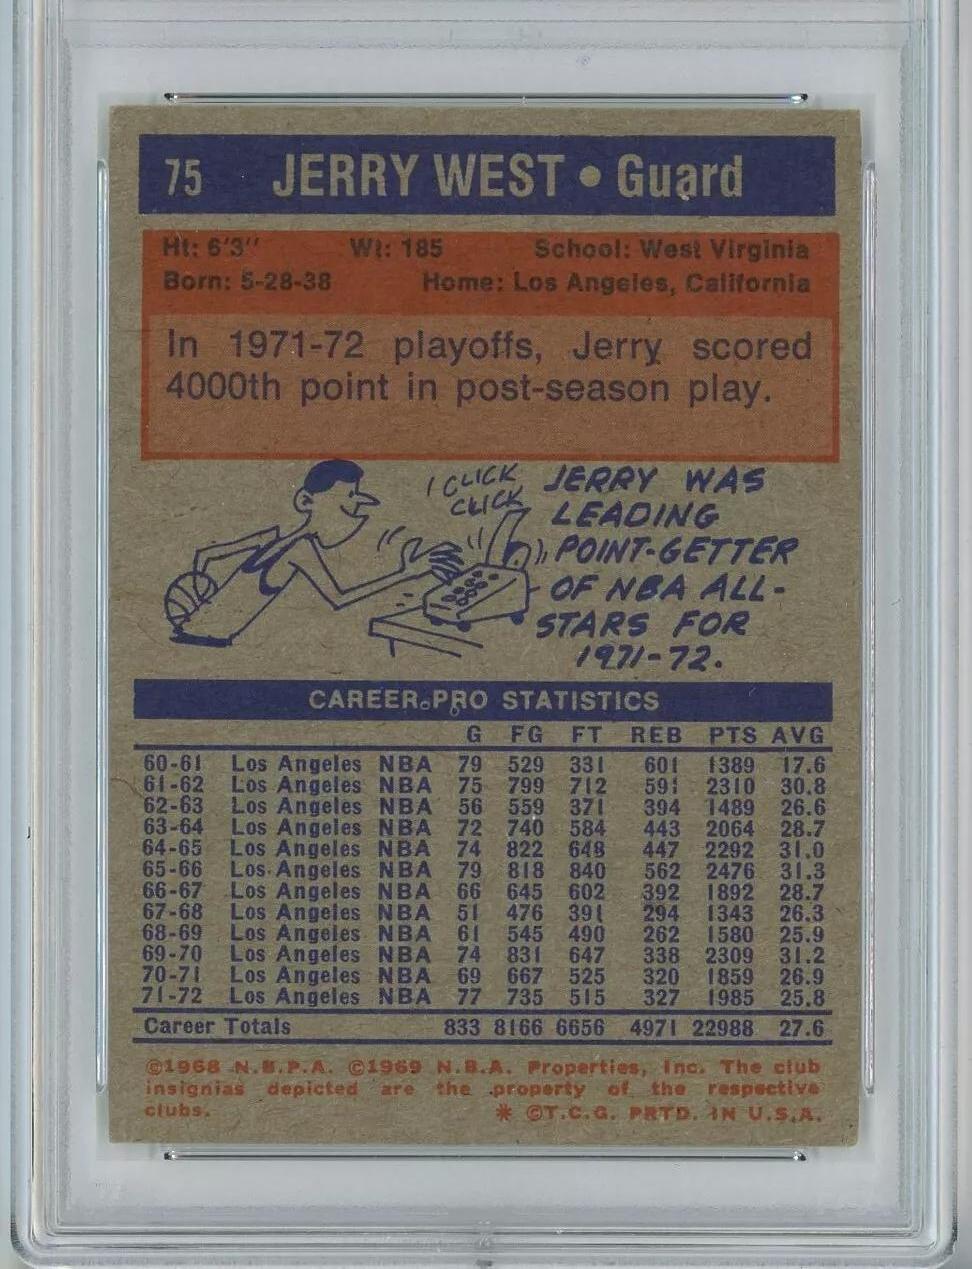 75 JERRY WEST • Guard
Ht: 6'3" Wt: 185 School: West Virginia
Born: 5-28-38 Home: Los Angeles, California
In 1971-72 playoffs, Jerry scored
4000th point in post-season play.
CLICK
CLICK
JERRY WAS
LEADING
POINT-GETTER
OF NBA ALL-
STARS FOR
1971-72.
CAREER PRO STATISTICS
G FG FT REB PTS AVG
60-61 Los Angeles NBA 79 529 331 601 1389 17.6
61-62 Los Angeles NBA 75 799 712 591 2310 30.8
62-63 Los Angeles NBA 56 559 371 394 1489 26.6
63-64 Los Angeles NBA 72 740 584 443 2064 28.7
64-65 Los Angeles NBA 74 822 648 447 2292 31.0
65-66 Los Angeles NBA 79 818 840 562 2476 31.3
66-67 Los Angeles NBA 66 645 602 392 1892 28.7
67-68 Los Angeles NBA 51 476 391 294 1343 26.3
68-69 Los Angeles NBA 61 545 490 262 1580 25.9
69-70 Los Angeles NBA 74 831 647 338 2309 31.2
70-71 Los Angeles NBA 69 667 525 320 1859 26.9
71-72 Los Angeles NBA 77 735 515 327 1985 25.8
Career Totals 833 8166 6656 4971 22988 27.6
©1968 N.B.P.A. ©1969 N.B.A. Properties, Inc. The club
insignias depicted are the property of the respective
clubs. * ©T.C.G. PRTD. IN U.S.A.